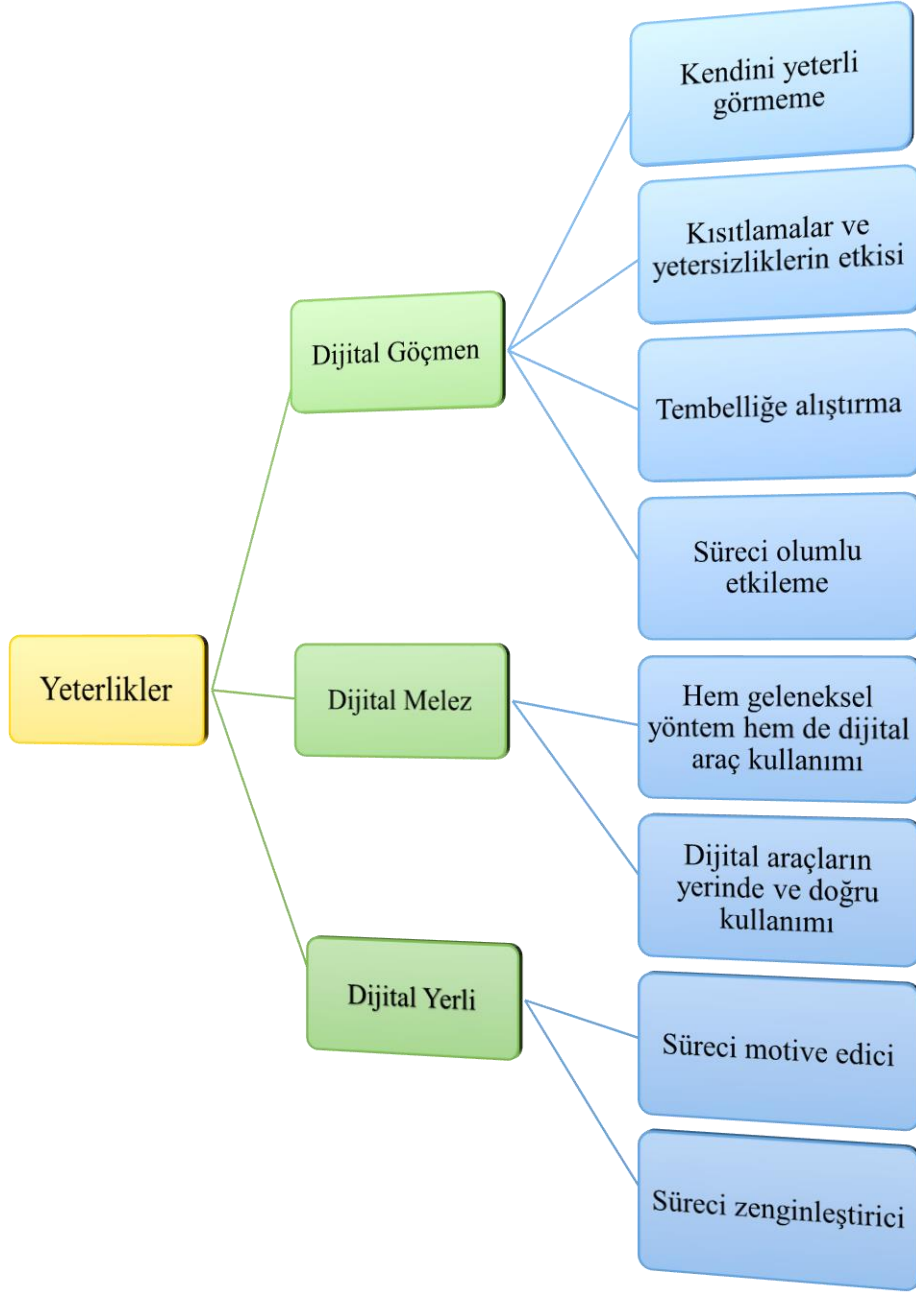 Yeterlikler
Dijital Göçmen
Kendini yeterli
görmeme
Kısıtlamalar ve
yetersizliklerin etkisi
Tembelliğe alıştırma
Süreci olumlu
etkileme
Dijital Melez
Hem geleneksel
yöntem hem de dijital
araç kullanımı
Dijital araçların
yerinde ve doğru
kullanımı
Dijital Yerli
Süreci motive edici
Süreci zenginleştirici